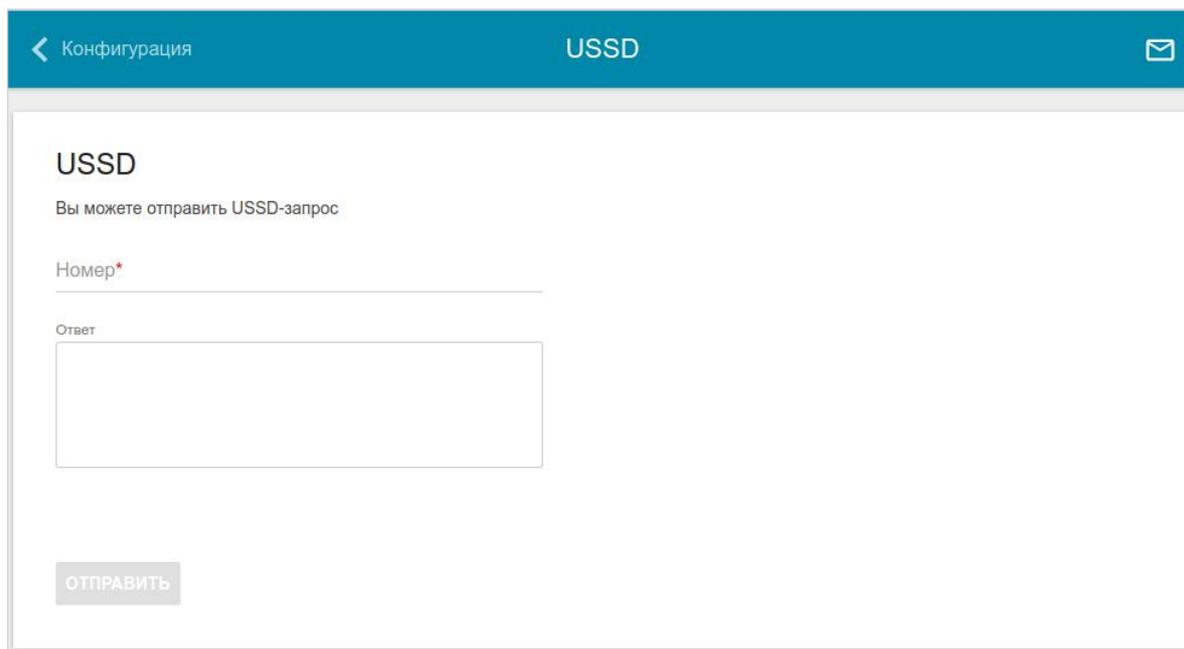 Конфигурация
USSD
USSD
Вы можете отправить USSD-запрос
Номер*
Ответ
ОТПРАВИТЬ